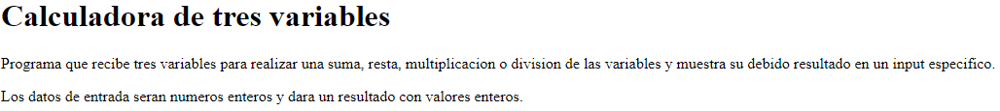 Calculadora de tres variables
Programa que recibe tres variables para realizar una suma, resta, multiplicacion o division de las variables y muestra su debido resultado en un input especifico.
Los datos de entrada seran numeros enteros y dara un resultado con valores enteros.